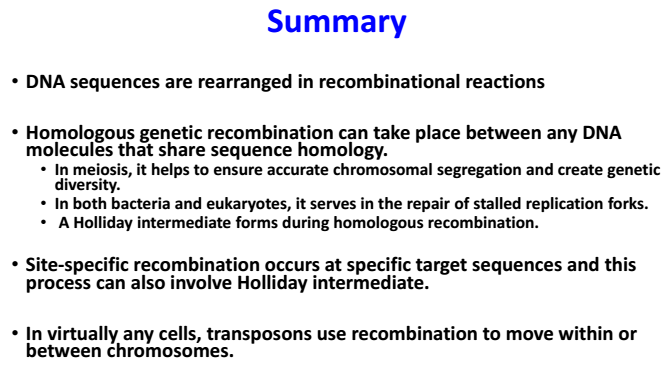 Summary
• DNA sequences are rearranged in recombinational reactions
• Homologous genetic recombination can take place between any DNA
molecules that share sequence homology.
• In meiosis, it helps to ensure accurate chromosomal segregation and create genetic
diversity.
• In both bacteria and eukaryotes, it serves in the repair of stalled replication forks.
• A Holliday intermediate forms during homologous recombination.
• Site-specific recombination occurs at specific target sequences and this
process can also involve Holliday intermediate.
• In virtually any cells, transposons use recombination to move within or
between chromosomes.